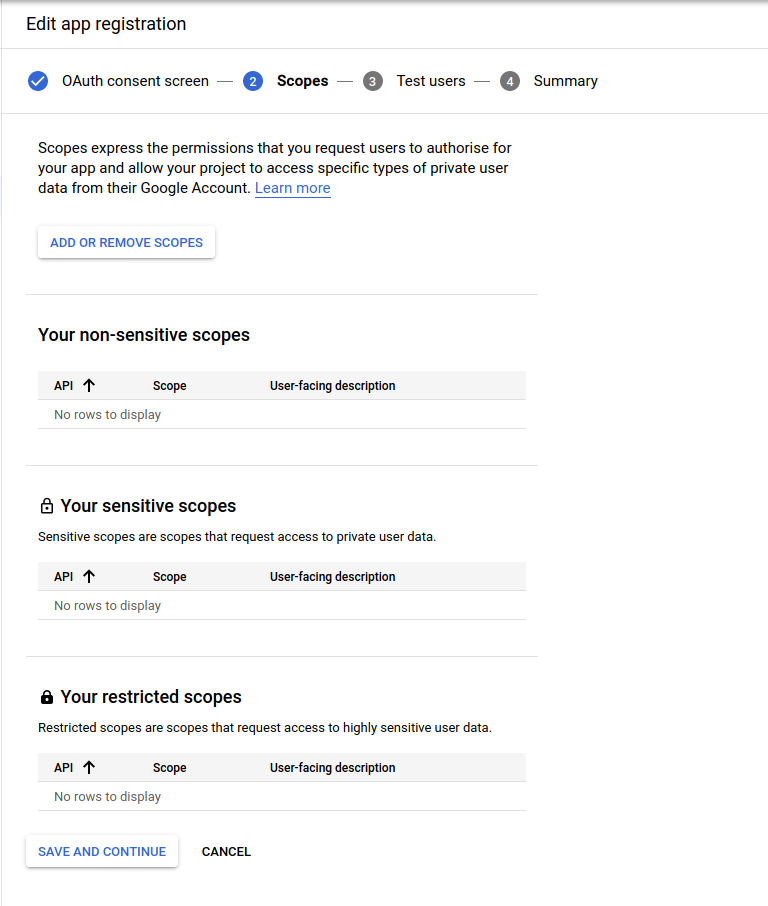 Edit app registration
OAuth consent screen — 2 Scopes — 3 Test users — 4 Summary
Scopes express the permissions that you request users to authorise for
your app and allow your project to access specific types of private user
data from their Google Account. Learn more
ADD OR REMOVE SCOPES
Your non-sensitive scopes
API Scope User-facing description
No rows to display
Your sensitive scopes
Sensitive scopes are scopes that request access to private user data.
API Scope User-facing description
No rows to display
Your restricted scopes
Restricted scopes are scopes that request access to highly sensitive user data.
API Scope User-facing description
No rows to display
SAVE AND CONTINUE CANCEL